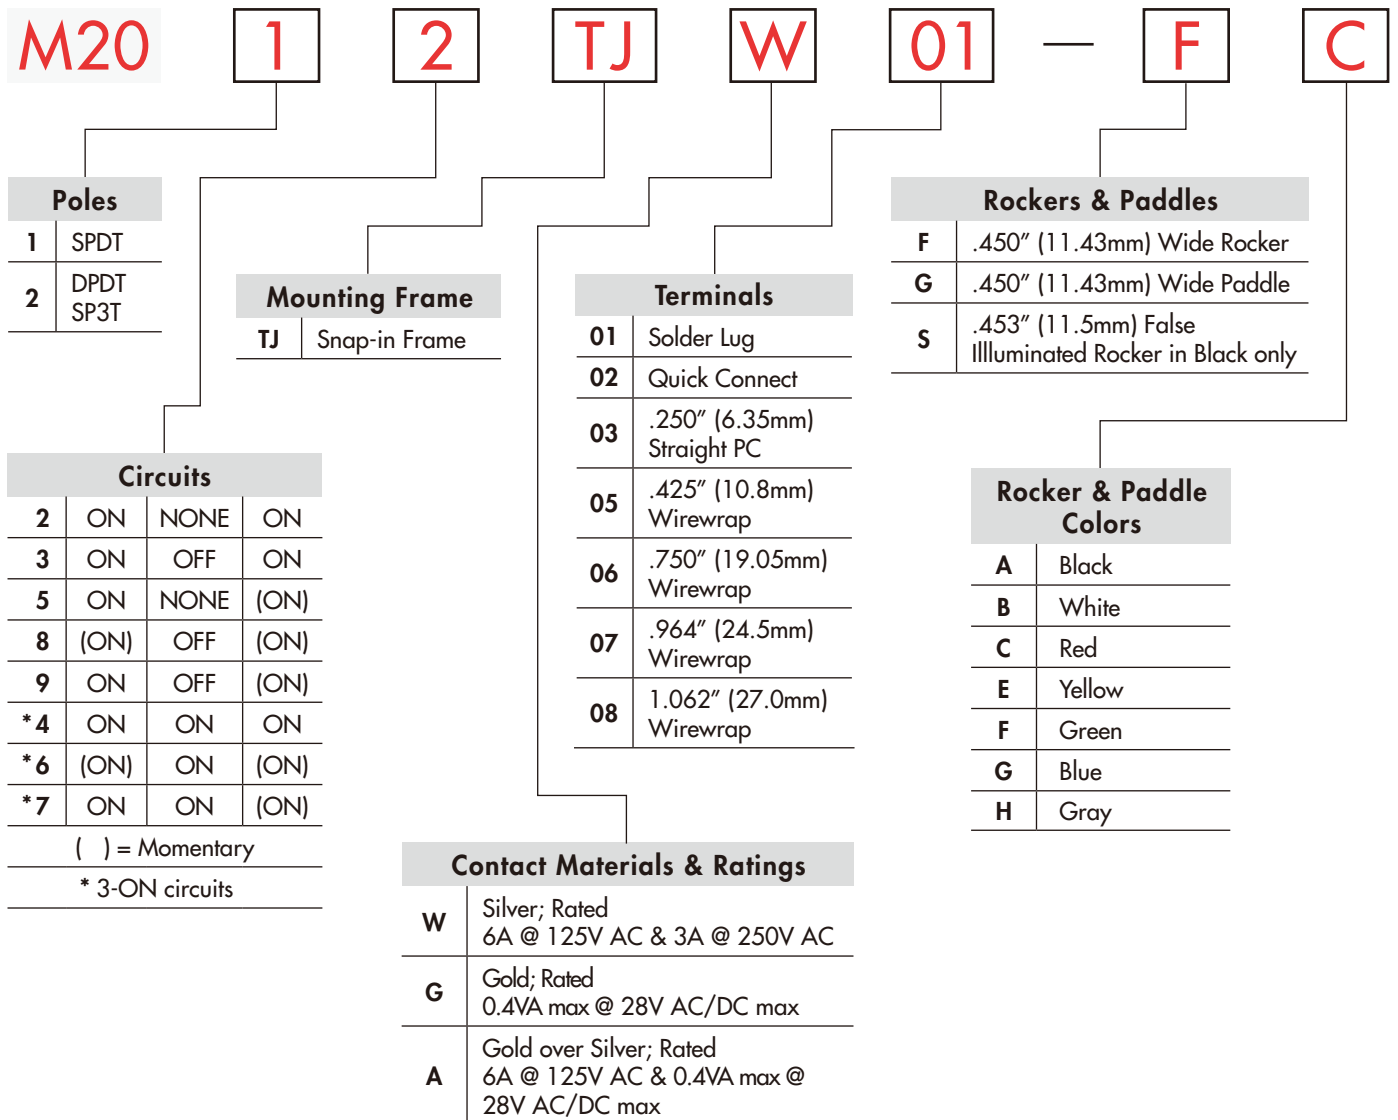 M20 1 2 TJ W 01 — F C
Poles
1 SPDT
2 DPDT
SP3T
Mounting Frame
TJ Snap-in Frame
Circuits
2 ON NONE ON
3 ON OFF ON
5 ON NONE (ON)
8 (ON) OFF (ON)
9 ON OFF (ON)
*4 ON ON ON
*6 (ON) ON (ON)
*7 ON ON (ON)
( ) = Momentary
* 3-ON circuits
Terminals
01 Solder Lug
02 Quick Connect
03 .250” (6.35mm)
Straight PC
05 .425” (10.8mm)
Wirewrap
06 .750” (19.05mm)
Wirewrap
07 .964” (24.5mm)
Wirewrap
08 1.062” (27.0mm)
Wirewrap
Contact Materials & Ratings
W Silver; Rated
6A @ 125V AC & 3A @ 250V AC
G Gold; Rated
0.4VA max @ 28V AC/DC max
A Gold over Silver; Rated
6A @ 125V AC & 0.4VA max @
28V AC/DC max
Rockers & Paddles
F .450” (11.43mm) Wide Rocker
G .450” (11.43mm) Wide Paddle
S .453” (11.5mm) False
Illluminated Rocker in Black only
Rocker & Paddle
Colors
A Black
B White
C Red
E Yellow
F Green
G Blue
H Gray